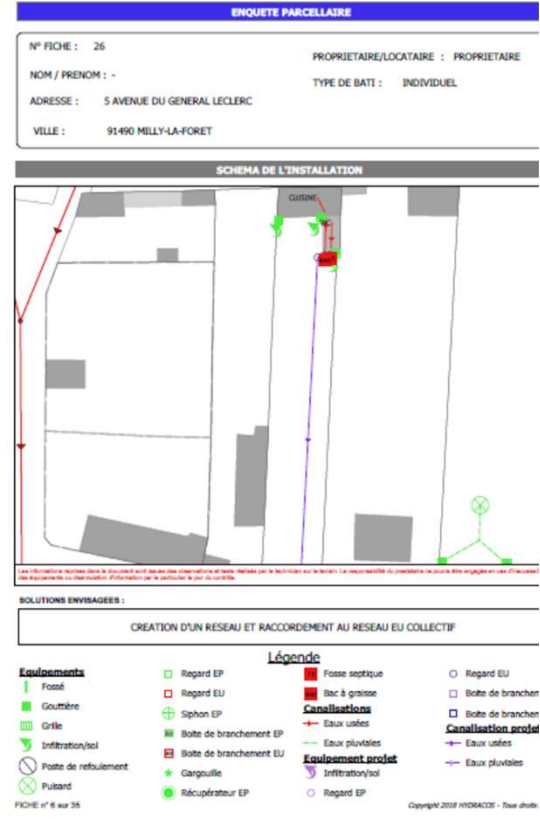 ENQUETE PARCELLAIRE
N° FICHE : 26
PROPRIETAIRE/LOCATAIRE : PROPRIETAIRE
NOM / PRENOM : -
TYPE DE BATI : INDIVIDUEL
ADRESSE : 5 AVENUE DU GENERAL LECLERC
VILLE : 91490 MILLY-LA-FORET
SCHEMA DE L'INSTALLATION
CUISINE
SOLUTIONS ENVISAGEES :
CREATION D'UN RESEAU ET RACCORDEMENT AU RESEAU EU COLLECTIF
Légende
Equipements
Fossé
Gouttière
Grille
Infiltration/sol
Poste de refoulement
Puisard
Regard EP
Regard EU
Siphon EP
Boite de branchement EP
Boite de branchement EU
Gargouille
Récupérateur EP
Fosse septique
Bac à graisse
Canalisations
Eaux usées
Eaux pluviales
Equipement projet
Infiltration/sol
Regard EP
Regard EU
Boite de branchem
Boite de branchem
Canalisation projet
Eaux usées
Eaux pluviales
FICHE n° 6 sur 35
Copyright 2018 HYDRACOS - Tous droits